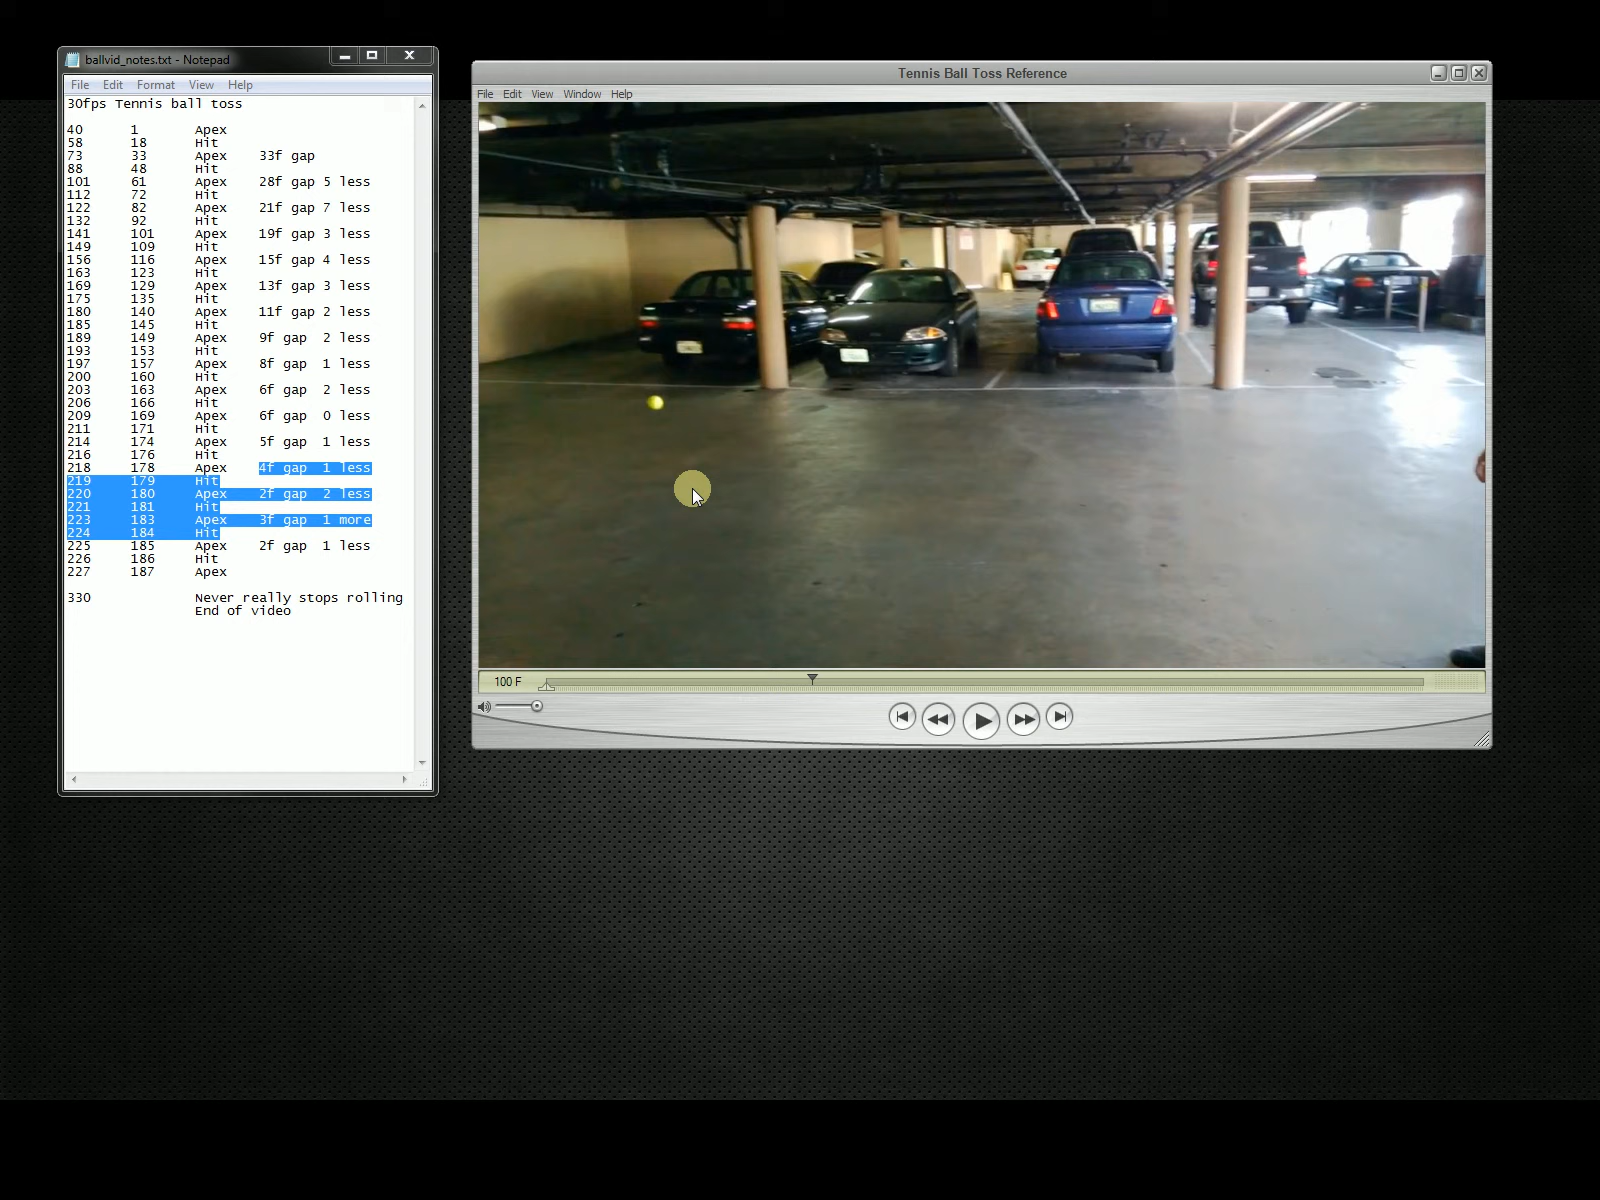 ballvid_notes.txt - Notepad
File Edit Format View Help
30fps Tennis ball toss
40 1 Apex
58 18 Hit
73 33 Apex 33f gap
88 48 Hit
101 61 Apex 28f gap 5 less
112 72 Hit
122 82 Apex 21f gap 7 less
132 92 Hit
141 101 Apex 19f gap 3 less
149 109 Hit
156 116 Apex 15f gap 4 less
163 123 Hit
169 129 Apex 13f gap 3 less
175 135 Hit
180 140 Apex 11f gap 2 less
185 145 Hit
189 149 Apex 9f gap 2 less
193 153 Hit
197 157 Apex 8f gap 1 less
200 160 Hit
203 163 Apex 6f gap 2 less
206 166 Hit
209 169 Apex 6f gap 0 less
211 171 Hit
214 174 Apex 5f gap 1 less
216 176 Hit
218 178 Apex 4f gap 1 less
219 179 Hit
220 180 Apex 2f gap 2 less
221 181 Hit
223 183 Apex 3f gap 1 more
224 184 Hit
225 185 Apex 2f gap 1 less
226 186 Hit
227 187 Apex
330 Never really stops rolling
End of video
Tennis Ball Toss Reference
File Edit View Window Help
100 F